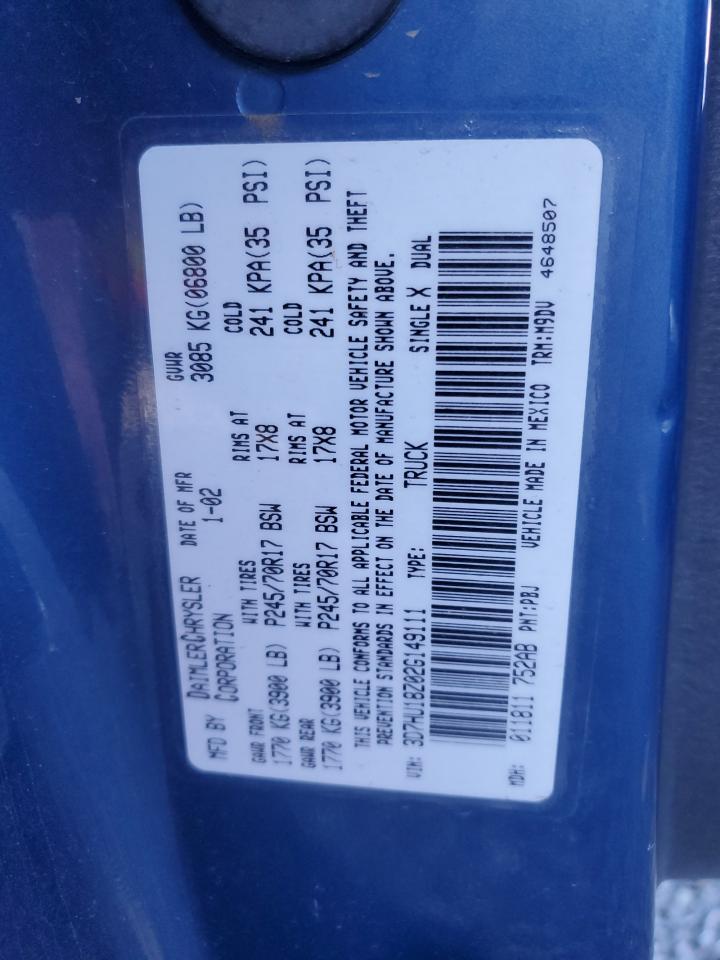 MFD BY DAIMLERCHRYSLER DATE OF MFR GVWR
CORPORATION 1-02 3085 KG(06800 LB)
GAWR FRONT WITH TIRES RIMS AT COLD
1770 KG(3900 LB) P245/70R17 BSW 17X8 241 KPA(35 PSI)
GAWR REAR WITH TIRES RIMS AT COLD
1770 KG(3900 LB) P245/70R17 BSW 17X8 241 KPA(35 PSI)
THIS VEHICLE CONFORMS TO ALL APPLICABLE FEDERAL MOTOR VEHICLE SAFETY AND THEFT
PREVENTION STANDARDS IN EFFECT ON THE DATE OF MANUFACTURE SHOWN ABOVE.
VIN: 3D7HU18Z02G149111 TYPE: TRUCK SINGLE X DUAL
MDH: 011811 752AB PNT:PBJ VEHICLE MADE IN MEXICO TRM:M9DV 4648507